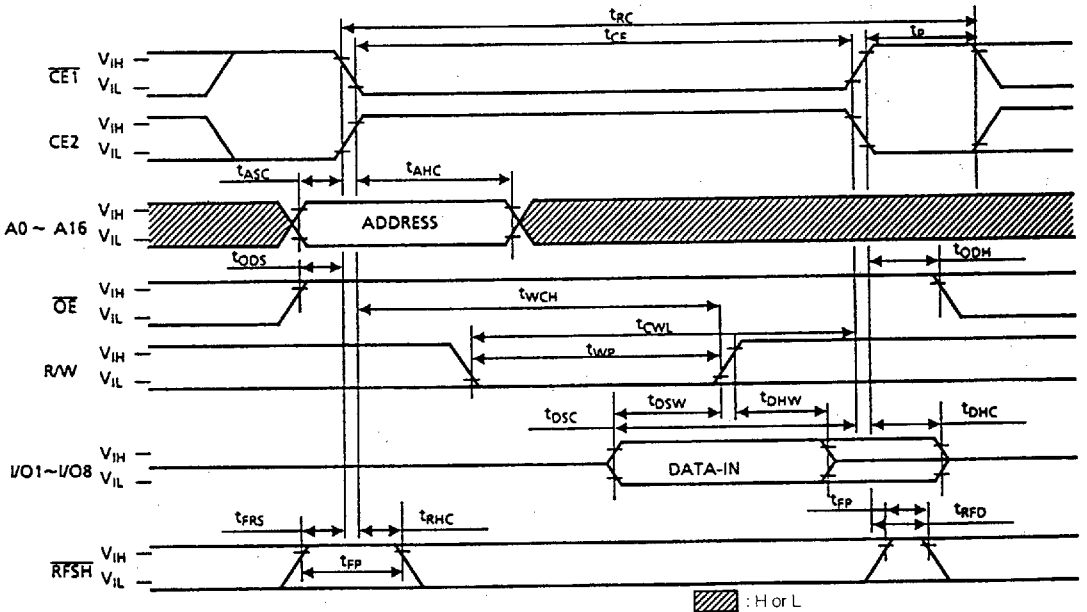 tRC
tCE
tP
CE1
VIH
VIL
CE2
VIH
VIL
tASC
tAHC
A0 ~ A16
VIH
VIL
ADDRESS
tODS
tODH
OE
VIH
VIL
tWCH
tCWL
R/W
VIH
VIL
tWP
tDSC
tDSW
tDHW
tDHC
I/O1~I/O8
VIH
VIL
DATA-IN
tFP
tFRS
tRHC
tRFD
RFSH
VIH
VIL
tFP
: H or L